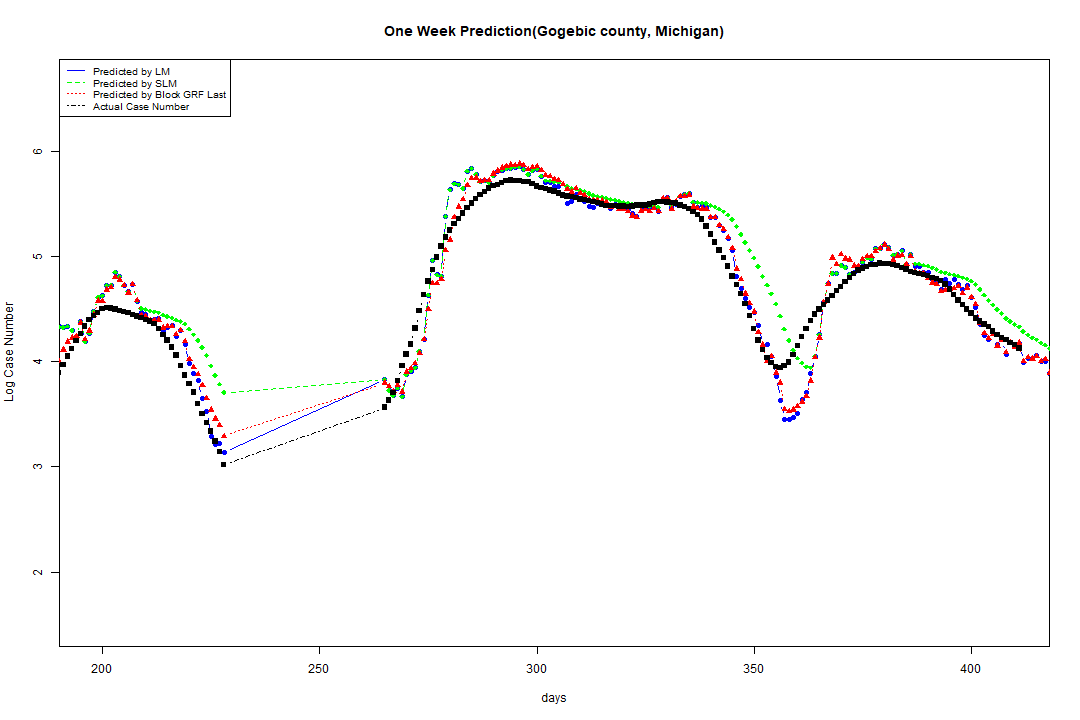 One Week Prediction(Gogebic county, Michigan)
Predicted by LM
Predicted by SLM
Predicted by Block GRF Last
Actual Case Number
6
5
4
3
2
Log Case Number
200 250 300 350 400
days